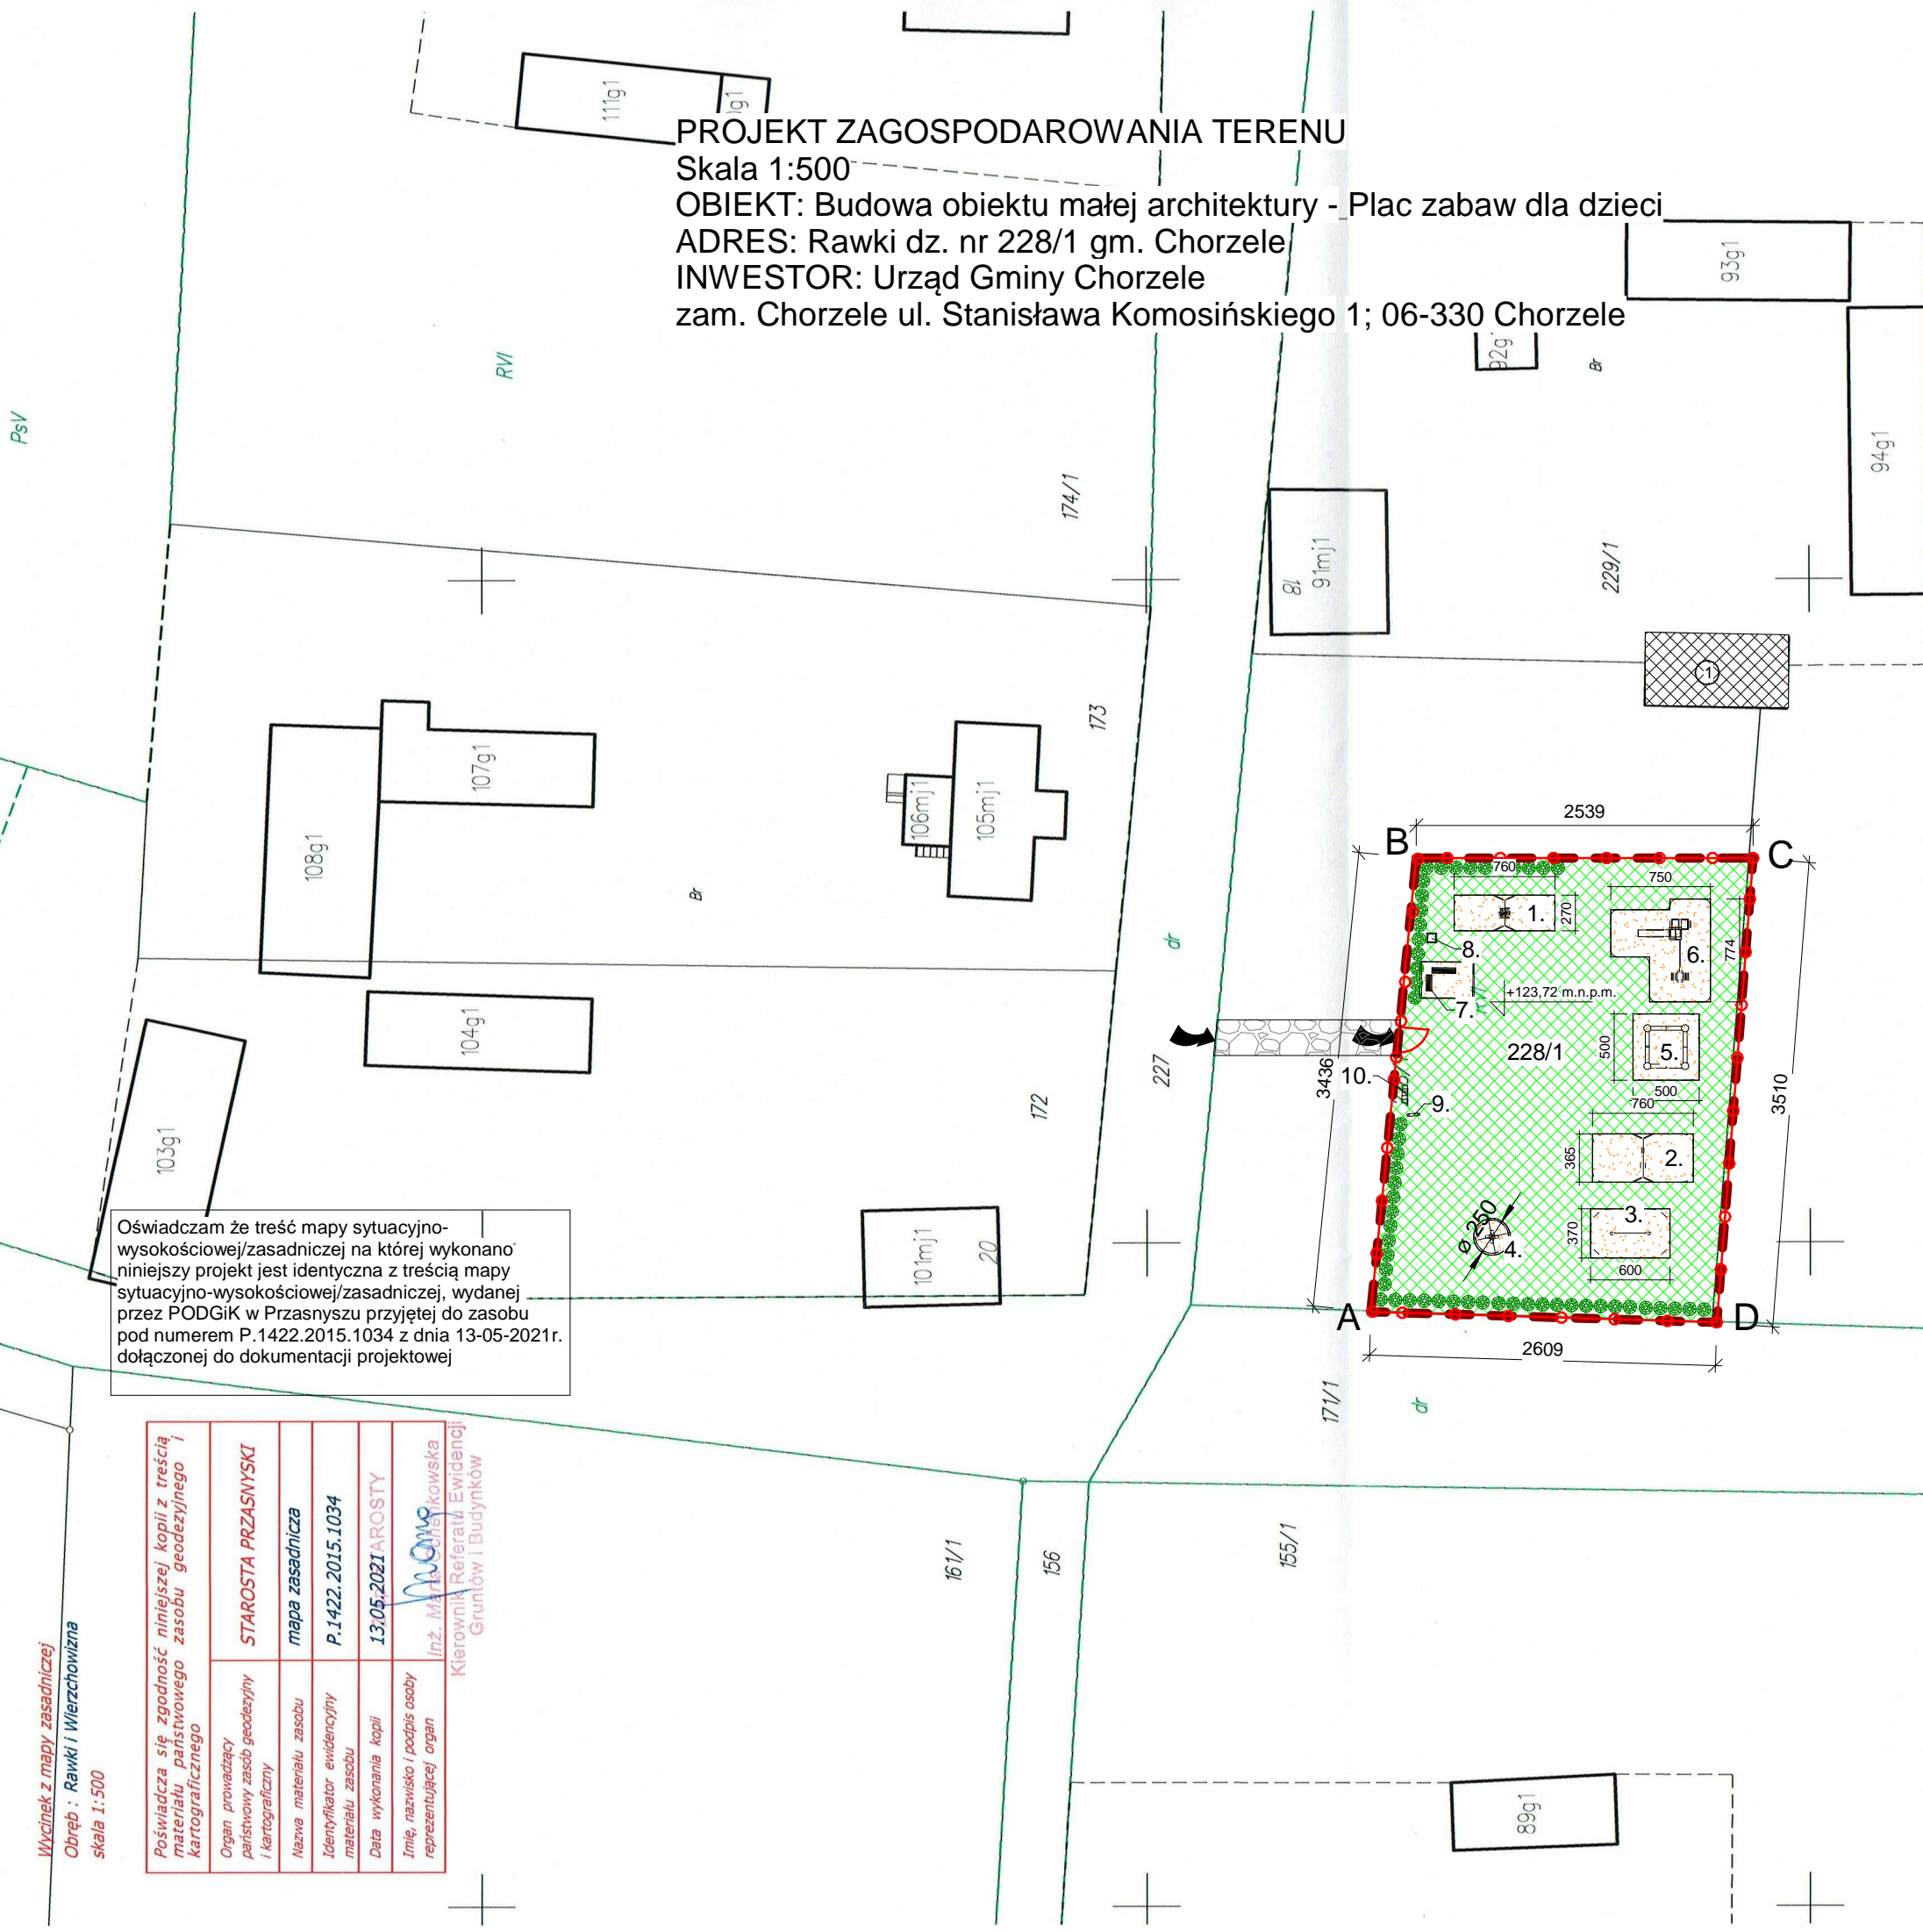 111g1
g1
PROJEKT ZAGOSPODAROWANIA TERENU
Skala 1:500
OBIEKT: Budowa obiektu małej architektury - Plac zabaw dla dzieci
ADRES: Rawki dz. nr 228/1 gm. Chorzele
INWESTOR: Urząd Gminy Chorzele
zam. Chorzele ul. Stanisława Komosińskiego 1; 06-330 Chorzele
93g1
92g
Br
94g1
PsV
RVI
174/1
18
91mj1
229/1
1
173
107g1
106mj1
105mj1
108g1
Br
dr
104g1
103g1
172
227
101mj1
20
2539
B
C
760
1.
270
750
6.
774
8.
7.
+123,72 m.n.p.m.
228/1
500
5.
500
3436
10.
9.
760
365
2.
3510
ø 250
4.
370
3.
600
A
D
2609
171/1
dr
Oświadczam że treść mapy sytuacyjno-
wysokościowej/zasadniczej na której wykonano
niniejszy projekt jest identyczna z treścią mapy
sytuacyjno-wysokościowej/zasadniczej, wydanej
przez PODGiK w Przasnyszu przyjętej do zasobu
pod numerem P.1422.2015.1034 z dnia 13-05-2021r.
dołączonej do dokumentacji projektowej
161/1
156
155/1
89g1
Wycinek z mapy zasadniczej
Obręb : Rawki i Wierzchowizna
skala 1:500
Poświadcza się zgodność niniejszej kopii z treścią
materiału państwowego zasobu geodezyjnego i
kartograficznego
Organ prowadzący
państwowy zasób geodezyjny
i kartograficzny
STAROSTA PRZASNYSKI
Nazwa materiału zasobu
mapa zasadnicza
Identyfikator ewidencyjny
materiału zasobu
P.1422.2015.1034
Data wykonania kopii
13.05.2021
STAROSTY
Imię, nazwisko i podpis osoby
reprezentującej organ
inż.
Kierownik Referatu Ewidencji
Gruntów i Budynków